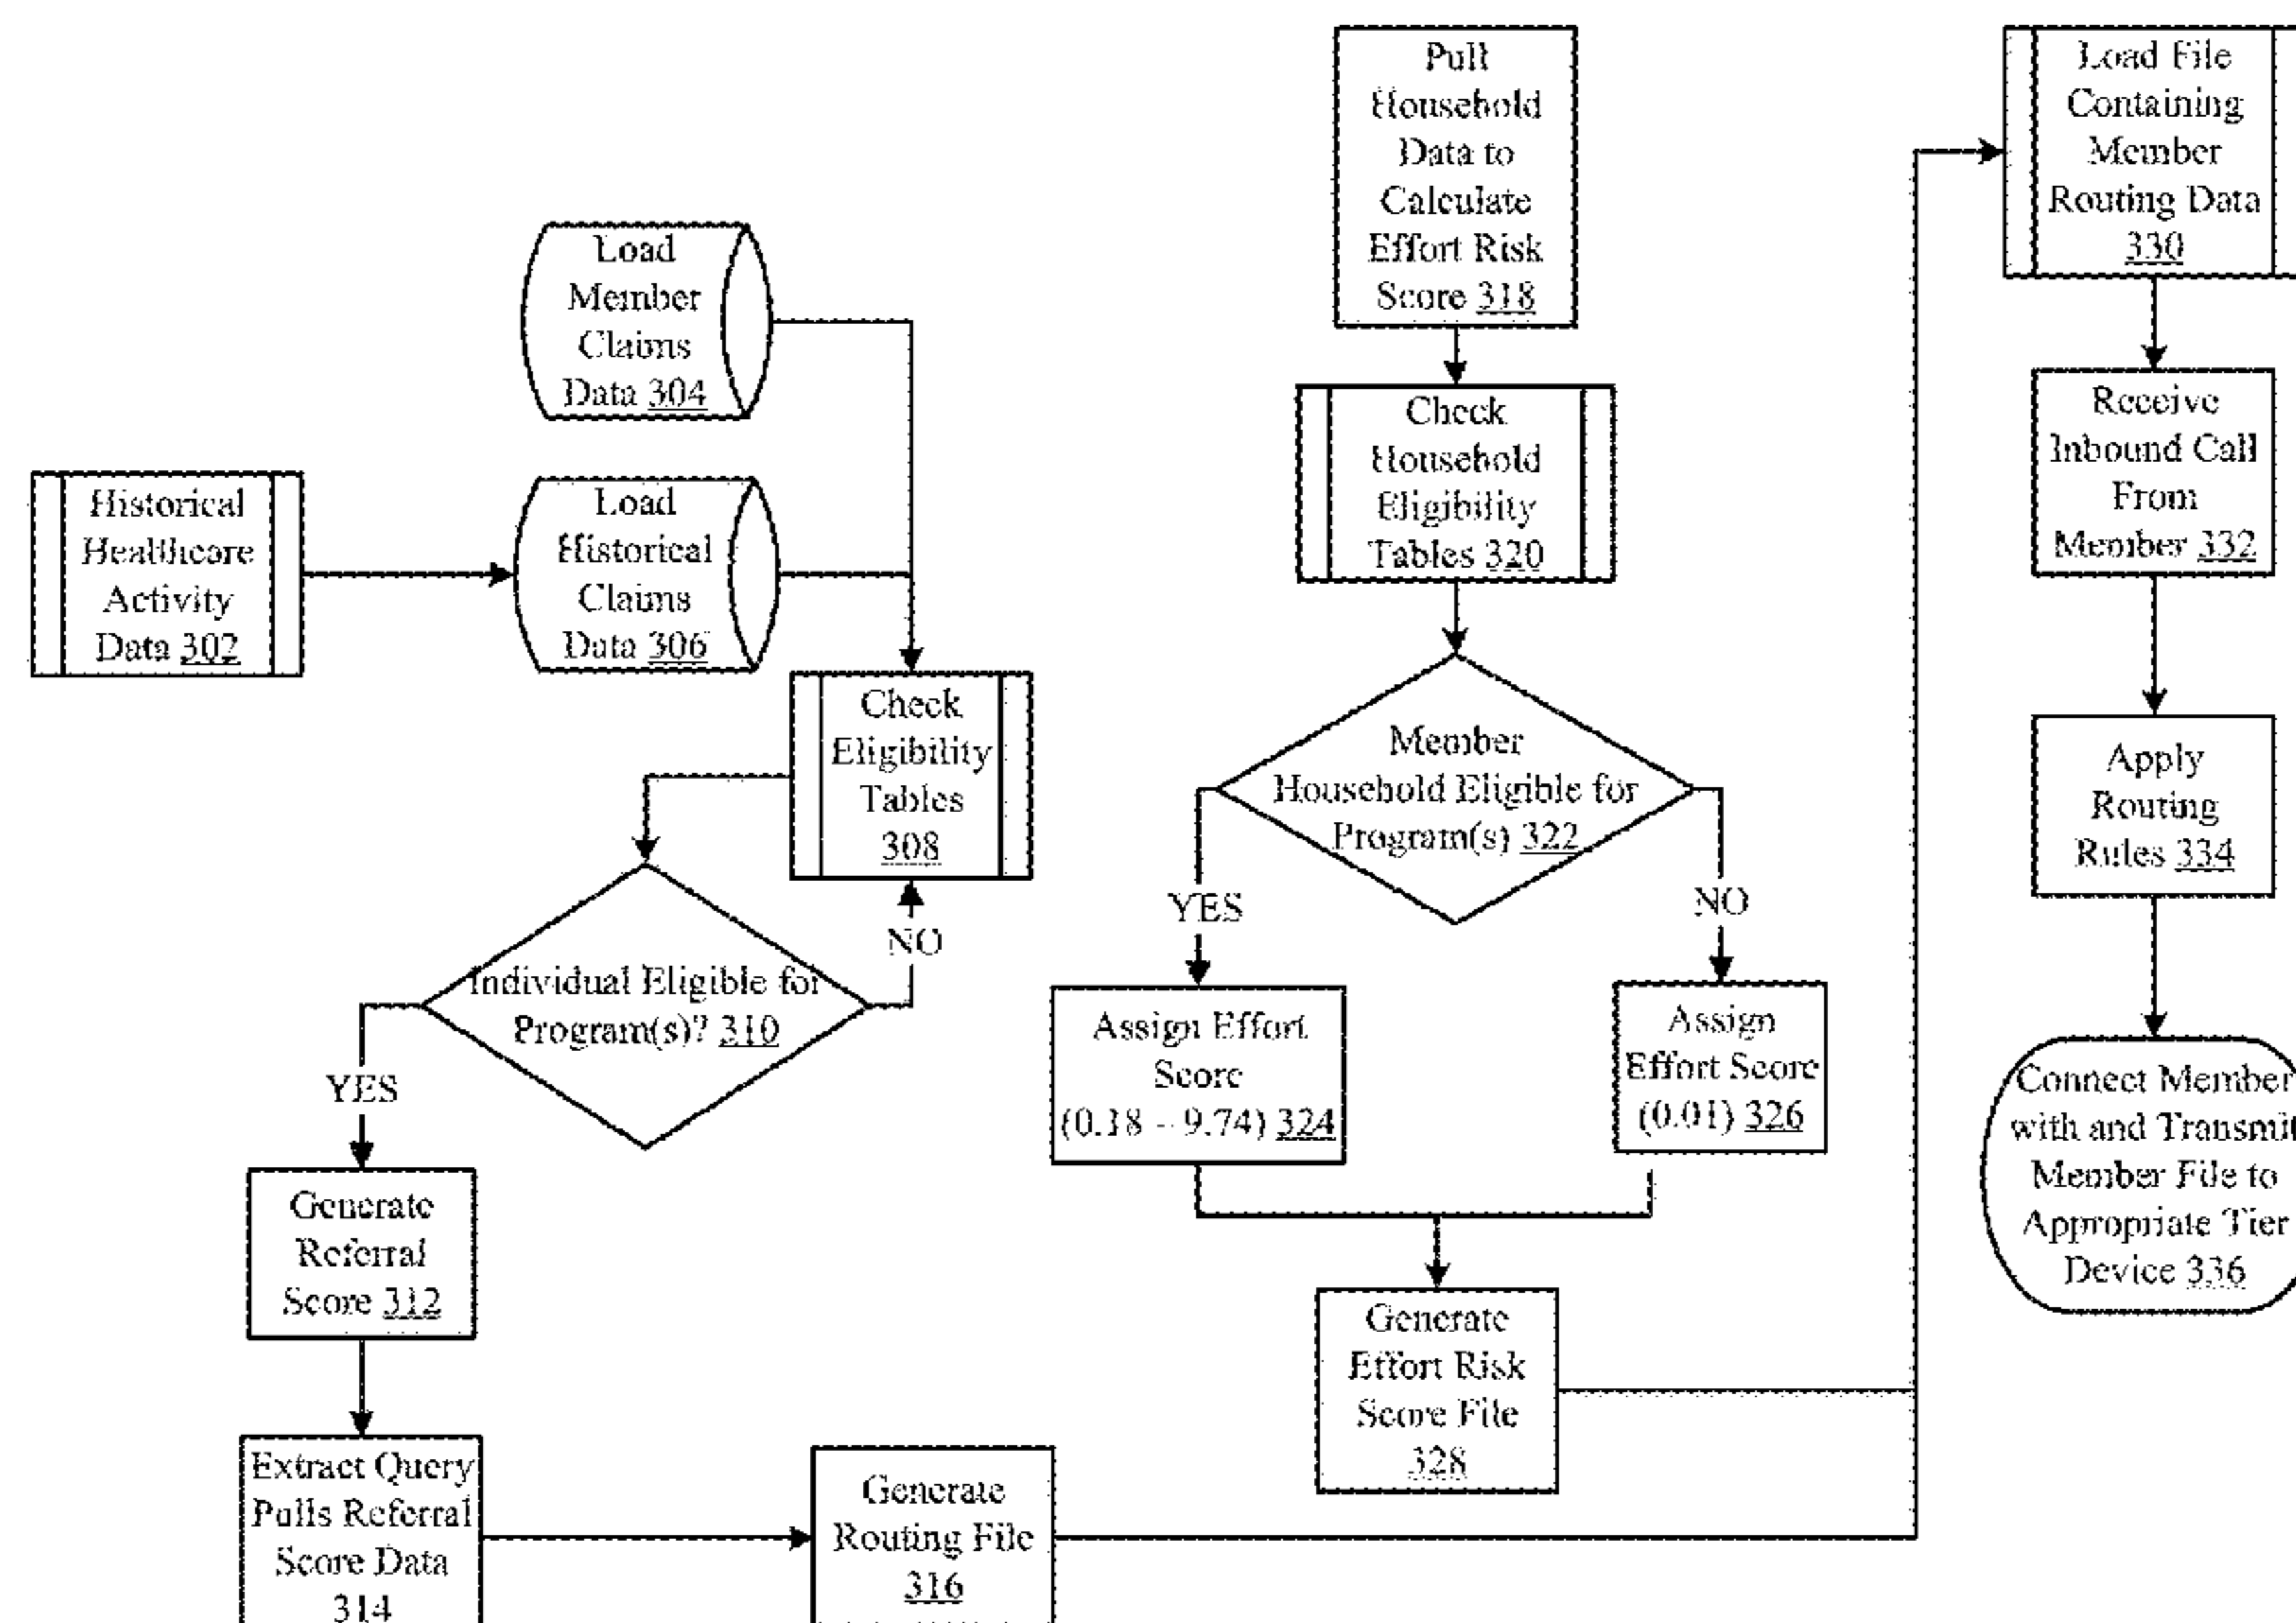 Load
Member
Claims
Data 304
Historical
Healthcare
Activity
Data 302
Load
Historical
Claims
Data 306
Check
Eligibility
Tables
308
Individual Eligible for
Program(s)? 310
NO
YES
Generate
Referral
Score 312
Extract Query
Pulls Referral
Score Data
314
Generate
Routing File
316
Pull
Household
Data to
Calculate
Effort Risk
Score 318
Check
Household
Eligibility
Tables 320
Member
Household Eligible for
Program(s) 322
YES
NO
Assign Effort
Score
(0.18 - 9.74) 324
Assign
Effort Score
(0.01) 326
Generate
Effort Risk
Score File
328
Load File
Containing
Member
Routing Data
330
Receive
Inbound Call
From
Member 332
Apply
Routing
Rules 334
Connect Member
with and Transmit
Member File to
Appropriate Tier
Device 336